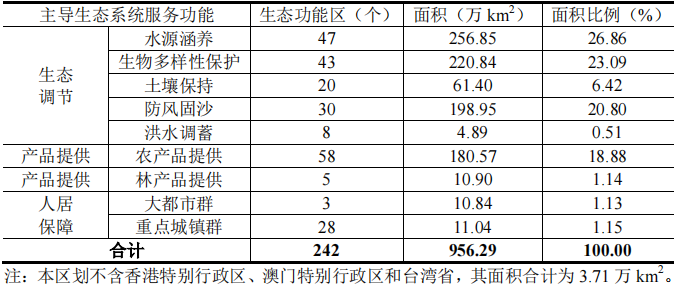 主导生态系统服务功能 生态功能区（个） 面积（万 km²） 面积比例（%）
生态调节 水源涵养 47 256.85 26.86
生物多样性保护 43 220.84 23.09
土壤保持 20 61.40 6.42
防风固沙 30 198.95 20.80
洪水调蓄 8 4.89 0.51
产品提供 农产品提供 58 180.57 18.88
产品提供 林产品提供 5 10.90 1.14
人居保障 大都市群 3 10.84 1.13
重点城镇群 28 11.04 1.15
合计 242 956.29 100.00
注：本区划不含香港特别行政区、澳门特别行政区和台湾省，其面积合计为 3.71 万 km²。